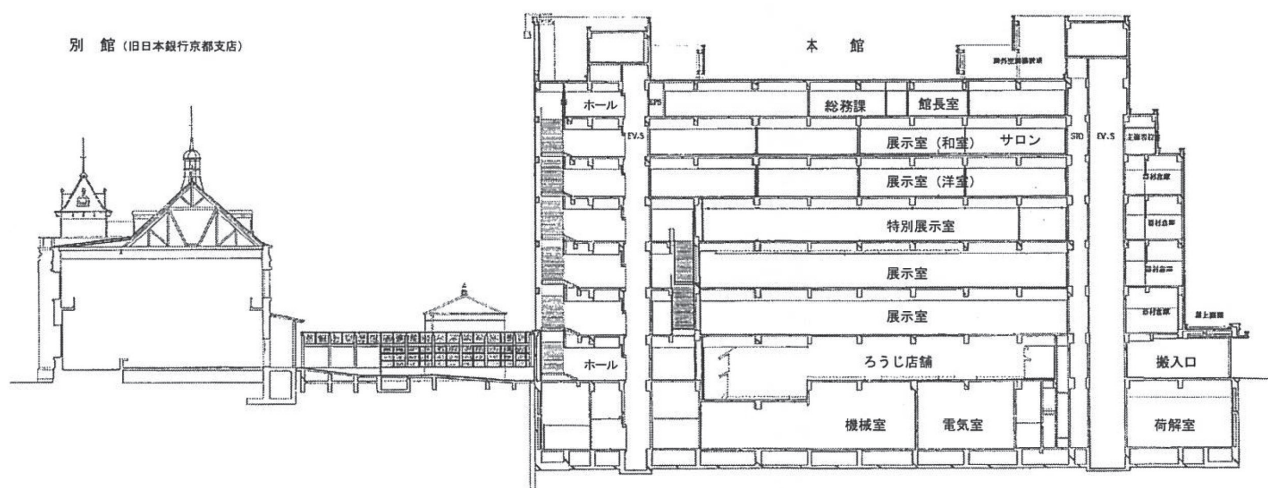 別 館 (旧日本銀行京都支店)
本 館
ホール
総務課
館長室
EV.S
展示室 (和室)
サロン
EV.S
展示室 (洋室)
特別展示室
展示室
展示室
ホール
ろうじ店舗
搬入口
機械室
電気室
荷解室